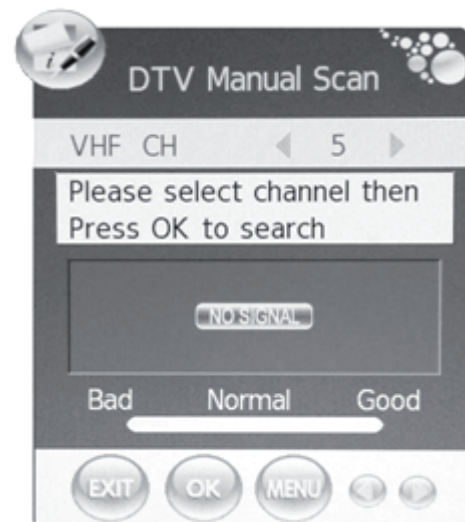 DTV Manual Scan
VHF CH 5
Please select channel then
Press OK to search
NO SIGNAL
Bad Normal Good
EXIT OK MENU